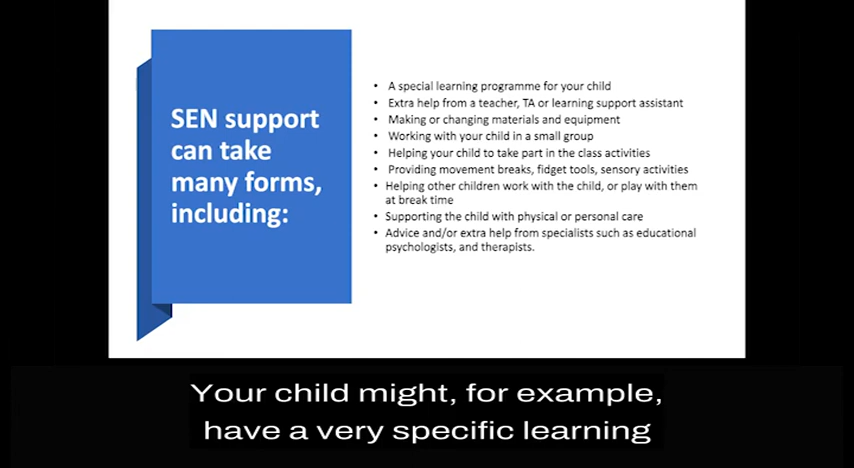 SEN support
can take
many forms,
including:
• A special learning programme for your child
• Extra help from a teacher, TA or learning support assistant
• Making or changing materials and equipment
• Working with your child in a small group
• Helping your child to take part in the class activities
• Providing movement breaks, fidget tools, sensory activities
• Helping other children work with the child, or play with them
at break time
• Supporting the child with physical or personal care
• Advice and/or extra help from specialists such as educational
psychologists, and therapists.
Your child might, for example,
have a very specific learning